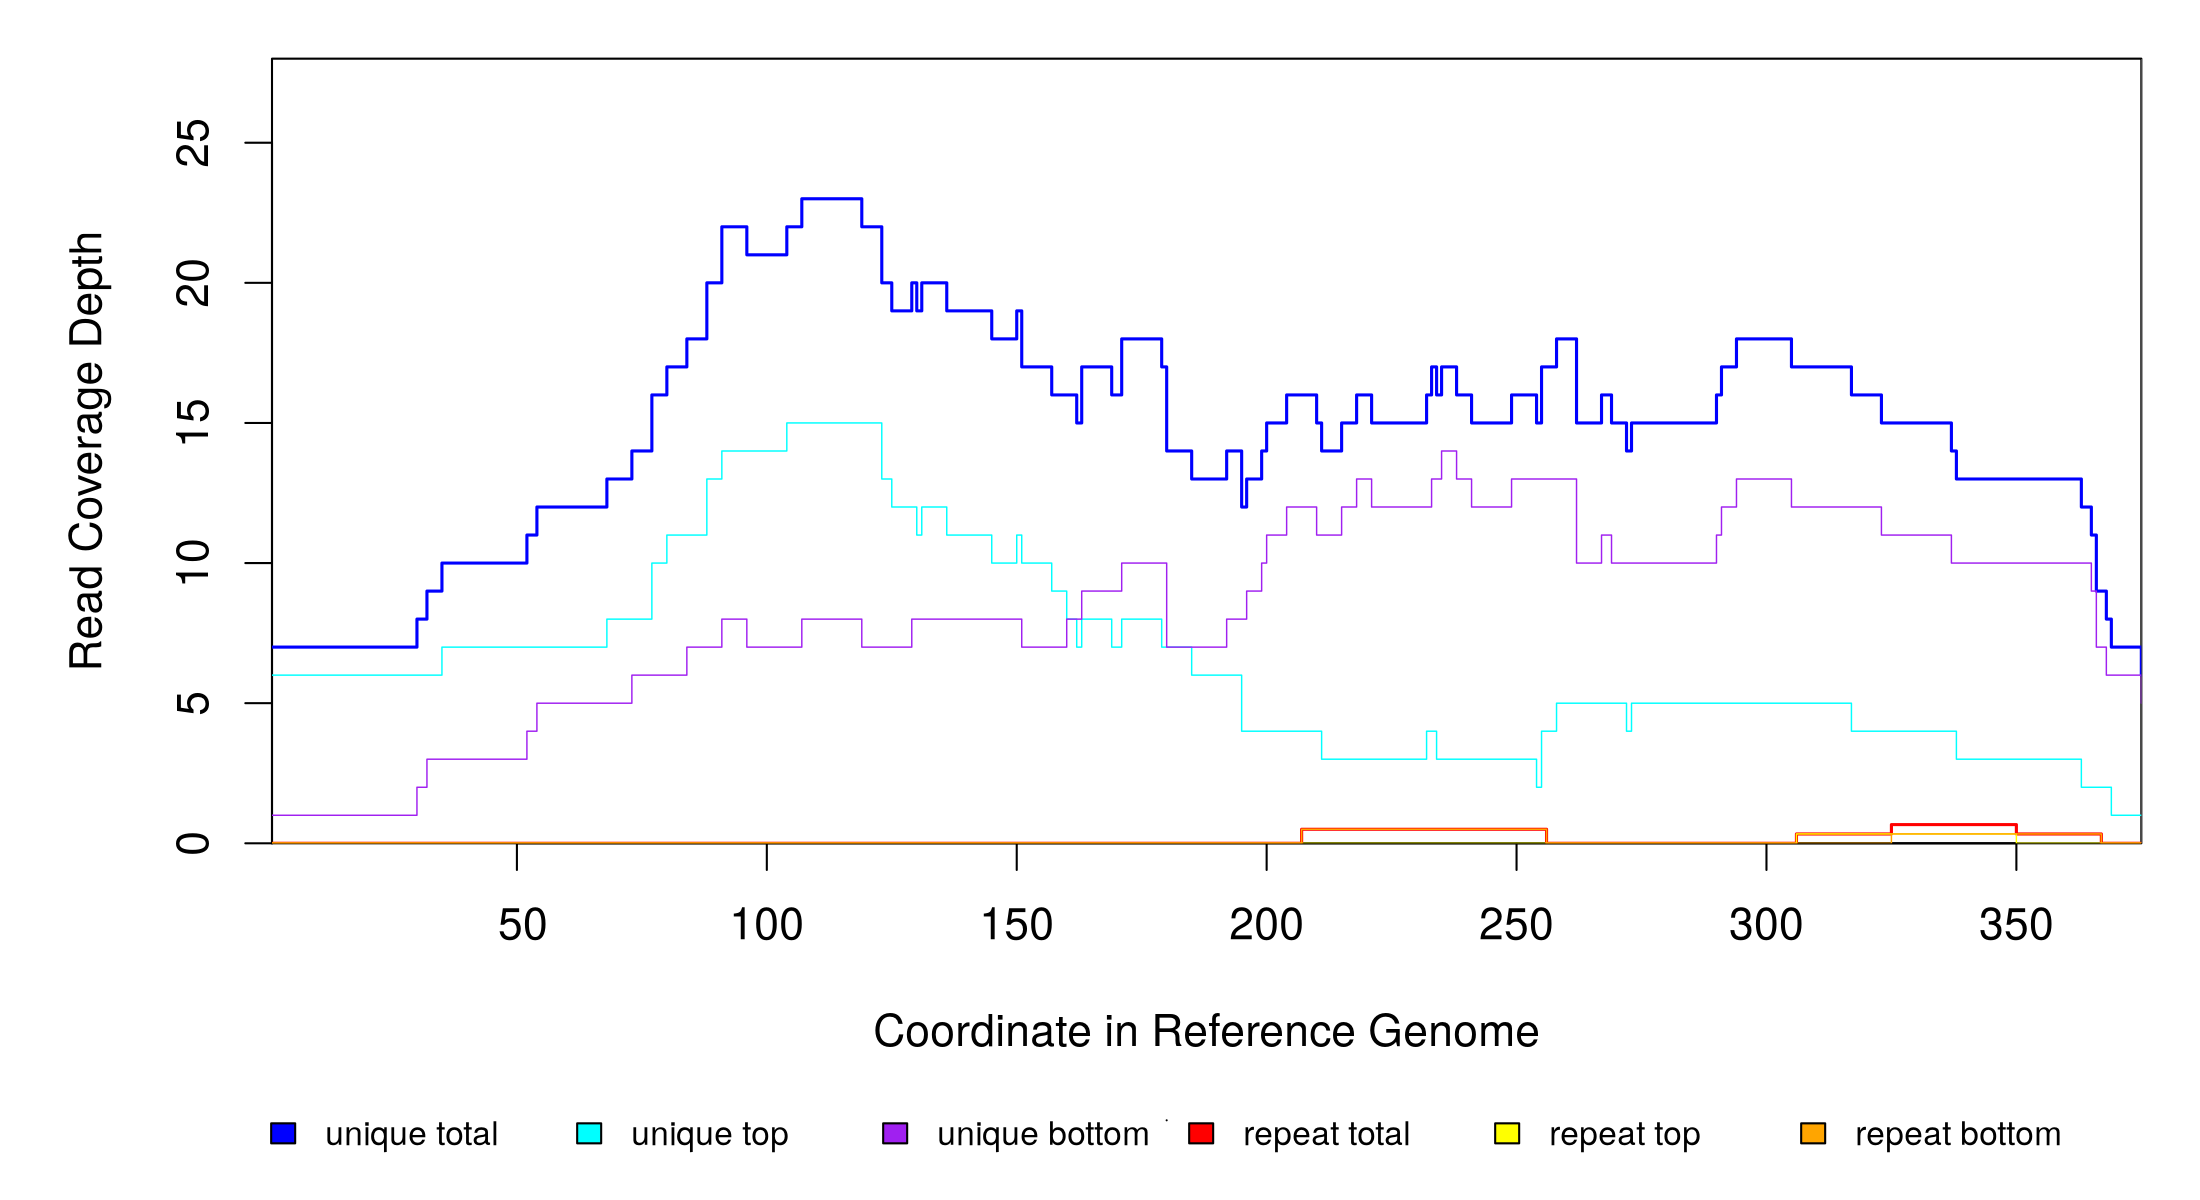 Read Coverage Depth
25
20
15
10
5
0
50 100 150 200 250 300 350
Coordinate in Reference Genome
unique total unique top unique bottom repeat total repeat top repeat bottom